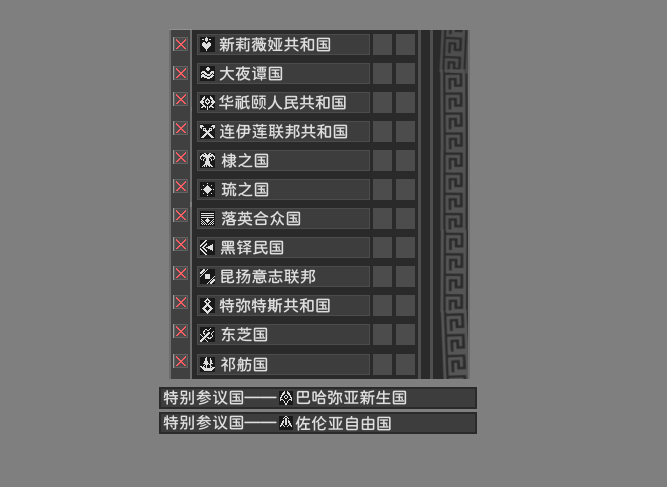 新莉薇娅共和国
大夜谭国
华祇颐人民共和国
连伊莲联邦共和国
棣之国
琉之国
落英合众国
黑铎民国
昆扬意志联邦
特弥特斯共和国
东芝国
祁舫国
特别参议国——巴哈弥亚新生国
特别参议国——佐伦亚自由国